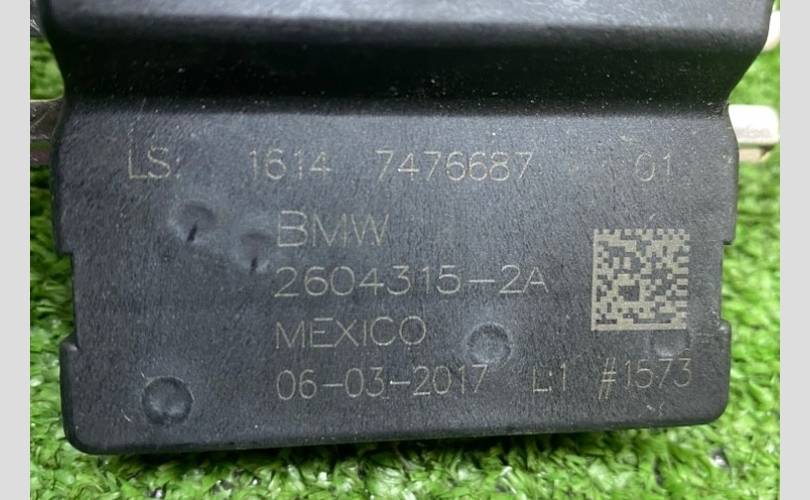 LS: 1614 7476687 01
BMW
2604315-2A
MEXICO
06-03-2017 L:1 #1573